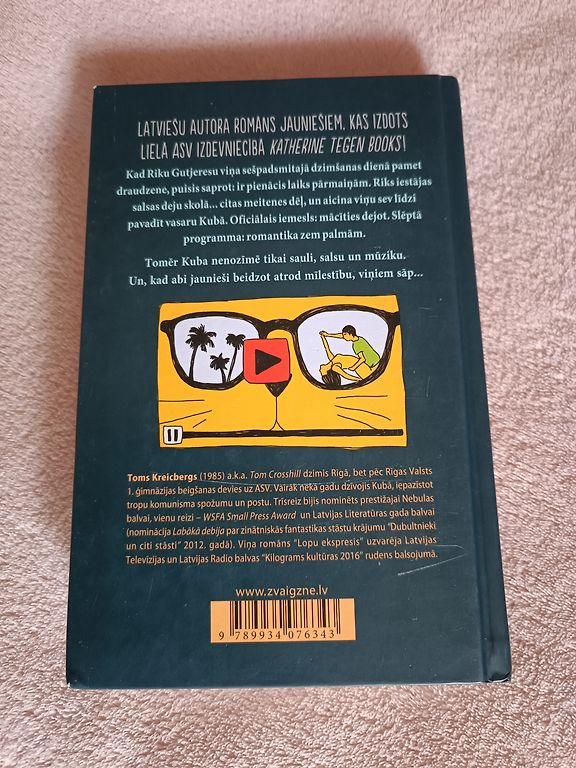 LATVIEŠU AUTORA ROMĀNS JAUNIEŠIEM, KAS IZDOTS
LIELĀ ASV IZDEVNIECĪBĀ KATHERINE TEGEN BOOKS!
Kad Riku Gutjeresu viņa sešpadsmitajā dzimšanas dienā pamet
draudzene, puisis saprot: ir pienācis laiks pārmaiņām. Riks iestājas
salsas deju skolā... citas meitenes dēļ, un aicina viņu sev līdzi
pavadīt vasaru Kubā. Oficiālais iemesls: mācīties dejot. Slēptā
programma: romantika zem palmām.
Tomēr Kuba nenozīmē tikai sauli, salsu un mūziku.
Un, kad abi jaunieši beidzot atrod mīlestību, viņiem sāp...
Toms Kreicbergs (1985) a.k.a. Tom Crosshill dzimis Rīgā, bet pēc Rīgas Valsts
1. ģimnāzijas beigšanas devies uz ASV. Vairāk nekā gadu dzīvojis Kubā, iepazīstot
tropu komunisma spožumu un postu. Trīsreiz bijis nominēts prestižajai Nebulas
balvai, vienu reizi – WSFA Small Press Award un Latvijas Literatūras gada balvai
(nominācija Labākā debija par zinātniskās fantastikas stāstu krājumu "Dubultnieki
un citi stāsti" 2012. gadā). Viņa romāns "Lopu ekspresis" uzvarēja Latvijas
Televīzijas un Latvijas Radio balvas "Kilograms kultūras 2016" rudens balsojumā.
www.zvaigzne.lv
9 789934 076343